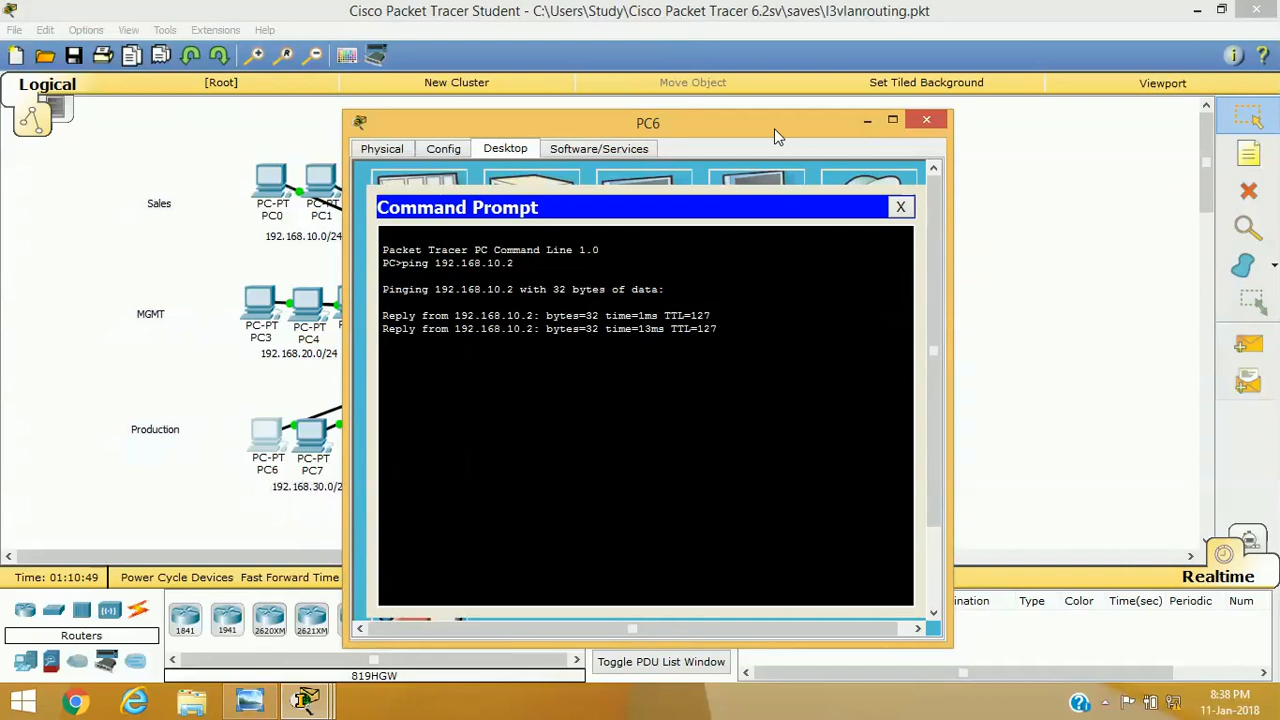 Cisco Packet Tracer Student - C:\Users\Study\Cisco Packet Tracer 6.2sv\saves\l3vlanrouting.pkt
File Edit Options View Tools Extensions Help
Logical [Root] New Cluster Move Object Set Tiled Background Viewport
PC6
Physical Config Desktop Software/Services
Command Prompt X
Packet Tracer PC Command Line 1.0
PC>ping 192.168.10.2
Pinging 192.168.10.2 with 32 bytes of data:
Reply from 192.168.10.2: bytes=32 time=1ms TTL=127
Reply from 192.168.10.2: bytes=32 time=13ms TTL=127
Sales
PC-PT PC-PT
PC0 PC1
192.168.10.0/24
MGMT
PC-PT PC-PT
PC3 PC4
192.168.20.0/24
Production
PC-PT PC-PT
PC6 PC7
192.168.30.0/2
Time: 01:10:49 Power Cycle Devices Fast Forward Time
Realtime
Routers
1841 1941 2620XM 2621XM
819HGW
Toggle PDU List Window
ination Type Color Time(sec) Periodic Num
8:38 PM
11-Jan-2018